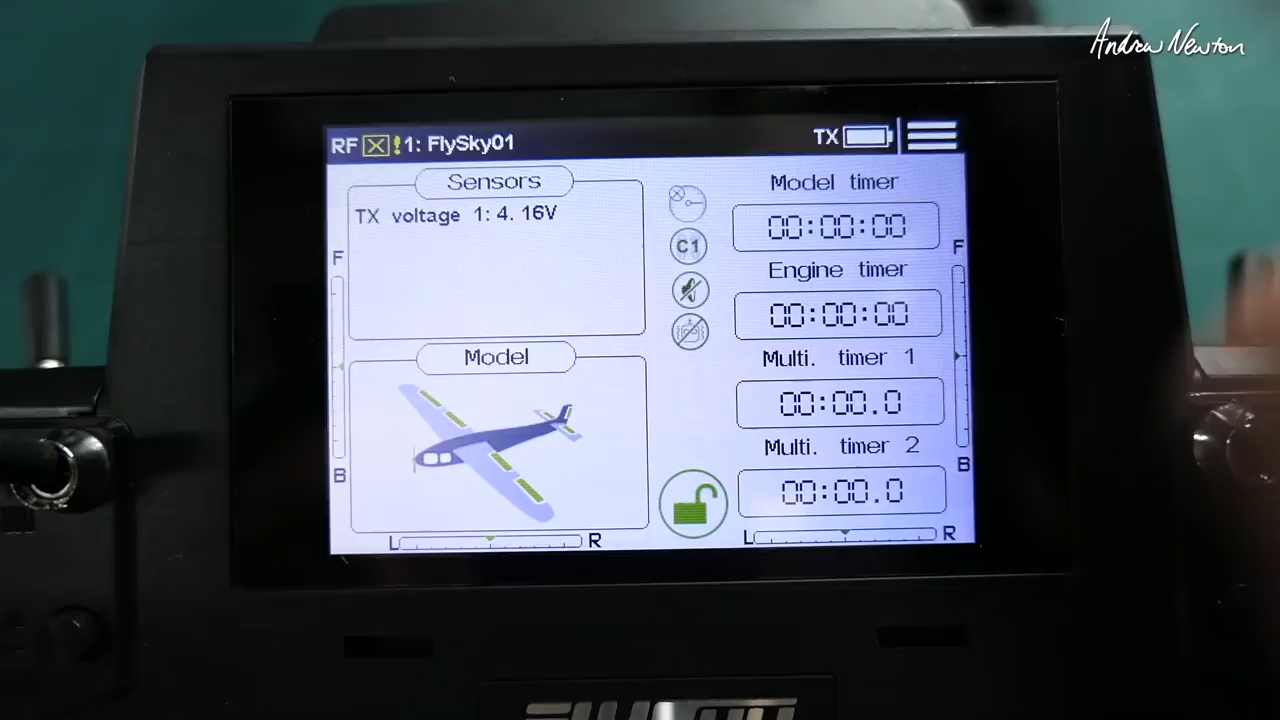 Andrew Newton
RF !1: FlySky01 TX
Sensors
TX voltage 1: 4. 16V
Model timer
00:00:00
C1
Engine timer
00:00:00
F
F
Model
Multi. timer 1
00:00.0
Multi. timer 2
00:00.0
B
B
L R
L R